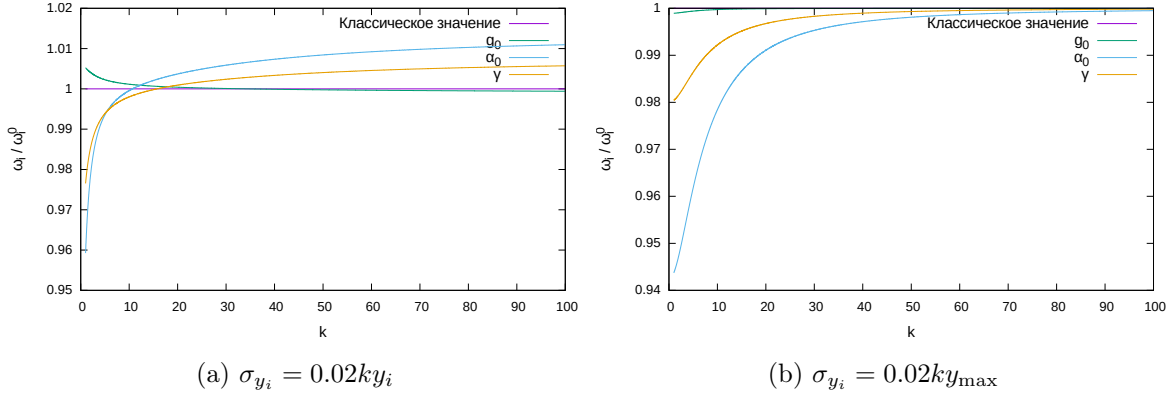 1.02
1.01
1
0.99
0.98
0.97
0.96
0.95
ω_i / ω_i^0
0 10 20 30 40 50 60 70 80 90 100
k
Классическое значение
g_0
α_0
γ
(a) σ_{y_i} = 0.02ky_i
1
0.99
0.98
0.97
0.96
0.95
0.94
ω_i / ω_i^0
0 10 20 30 40 50 60 70 80 90 100
k
Классическое значение
g_0
α_0
γ
(b) σ_{y_i} = 0.02ky_{max}